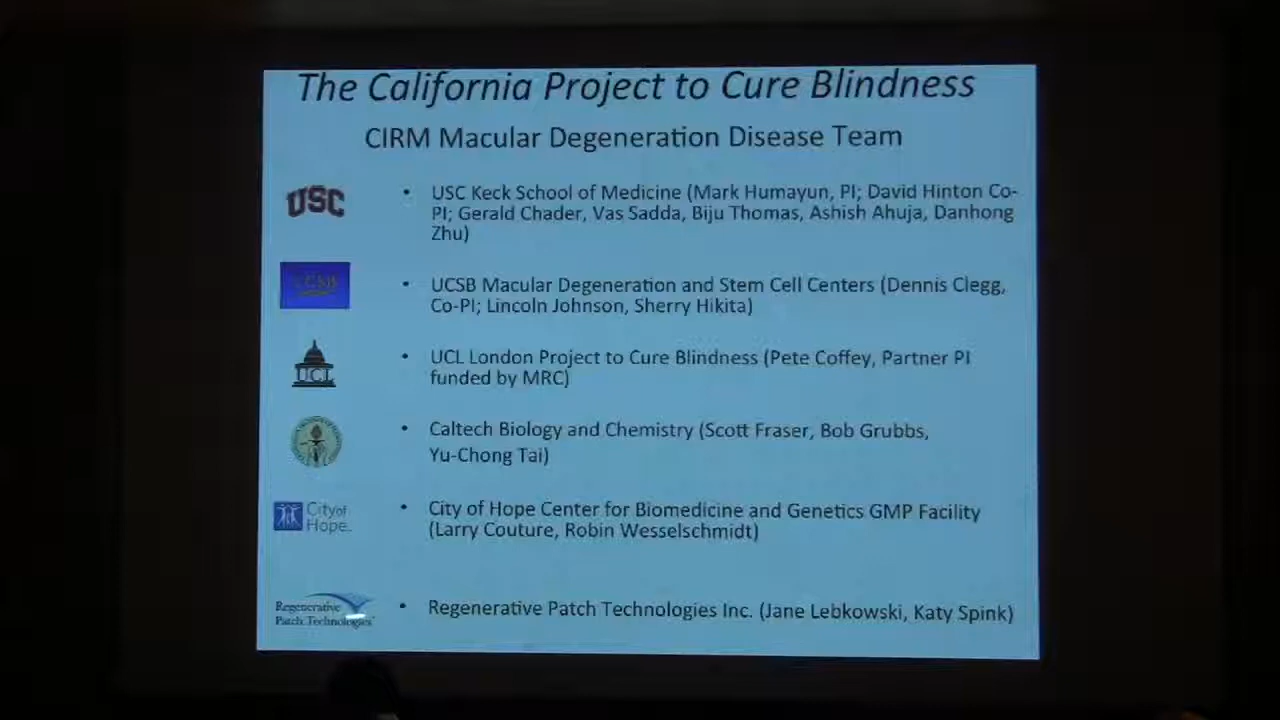 The California Project to Cure Blindness
CIRM Macular Degeneration Disease Team
USC
• USC Keck School of Medicine (Mark Humayun, PI; David Hinton Co-
PI; Gerald Chader, Vas Sadda, Biju Thomas, Ashish Ahuja, Danhong
Zhu)
UCSB
• UCSB Macular Degeneration and Stem Cell Centers (Dennis Clegg,
Co-PI; Lincoln Johnson, Sherry Hikita)
UCL
• UCL London Project to Cure Blindness (Pete Coffey, Partner PI
funded by MRC)
• Caltech Biology and Chemistry (Scott Fraser, Bob Grubbs,
Yu-Chong Tai)
City of
Hope
• City of Hope Center for Biomedicine and Genetics GMP Facility
(Larry Couture, Robin Wesselschmidt)
Regenerative
Patch Technologies
• Regenerative Patch Technologies Inc. (Jane Lebkowski, Katy Spink)